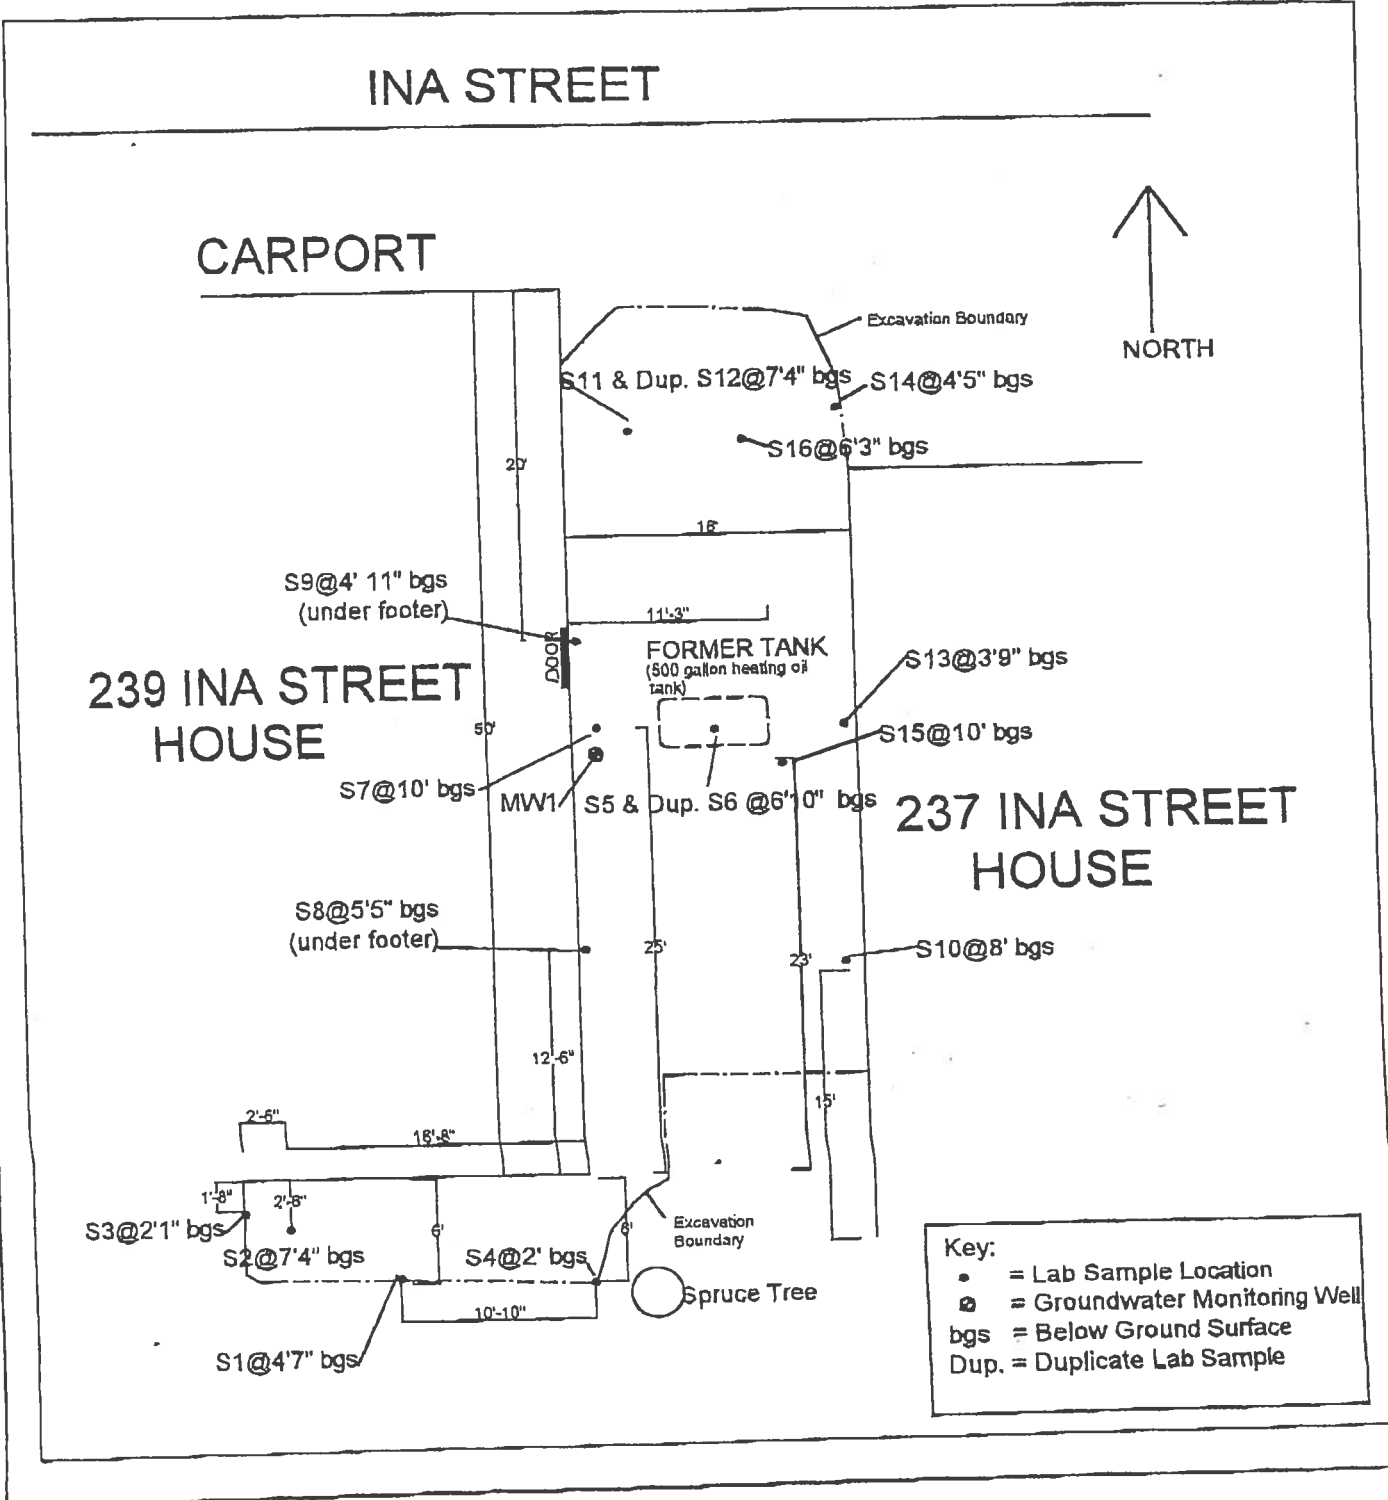 INA STREET
CARPORT
Excavation Boundary
NORTH
S11 & Dup. S12@7'4" bgs
S14@4'5" bgs
S16@6'3" bgs
20'
S9@4' 11" bgs
(under footer)
11'-3"
DOOR
FORMER TANK
(500 gallon heating oil
tank)
S13@3'9" bgs
239 INA STREET
HOUSE
50'
S15@10' bgs
S7@10' bgs
MW1
S5 & Dup. S6 @6'10" bgs
237 INA STREET
HOUSE
S8@5'5" bgs
(under footer)
25'
23'
S10@8' bgs
12'-6"
15'
2'-6"
16'-8"
1'-8"
S3@2'1" bgs
S2@7'4" bgs
6'
S4@2' bgs
Excavation
Boundary
Spruce Tree
10'-10"
S1@4'7" bgs
Key:
= Lab Sample Location
= Groundwater Monitoring Well
bgs = Below Ground Surface
Dup. = Duplicate Lab Sample